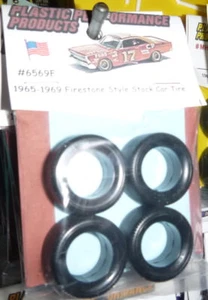 PLASTIC PERFORMANCE
PRODUCTS
17
#6569F
1965-1969 Firestone Style Stock Car Tire